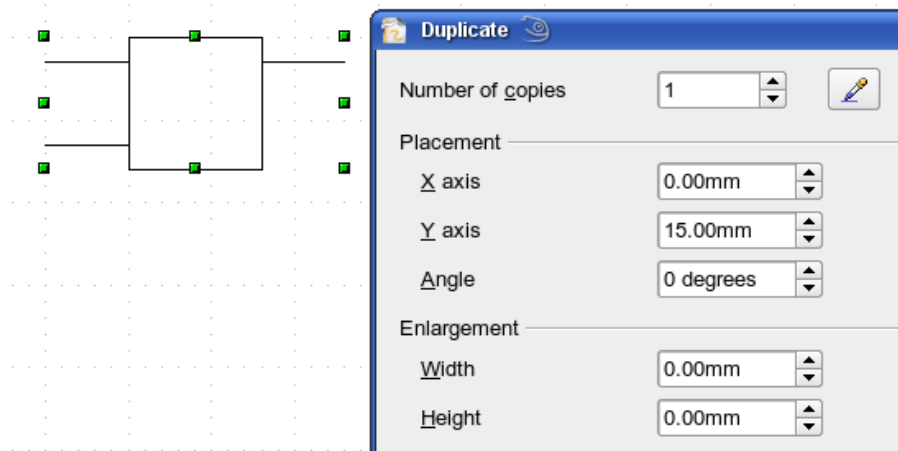 Duplicate
Number of copies 1
Placement
X axis 0.00mm
Y axis 15.00mm
Angle 0 degrees
Enlargement
Width 0.00mm
Height 0.00mm